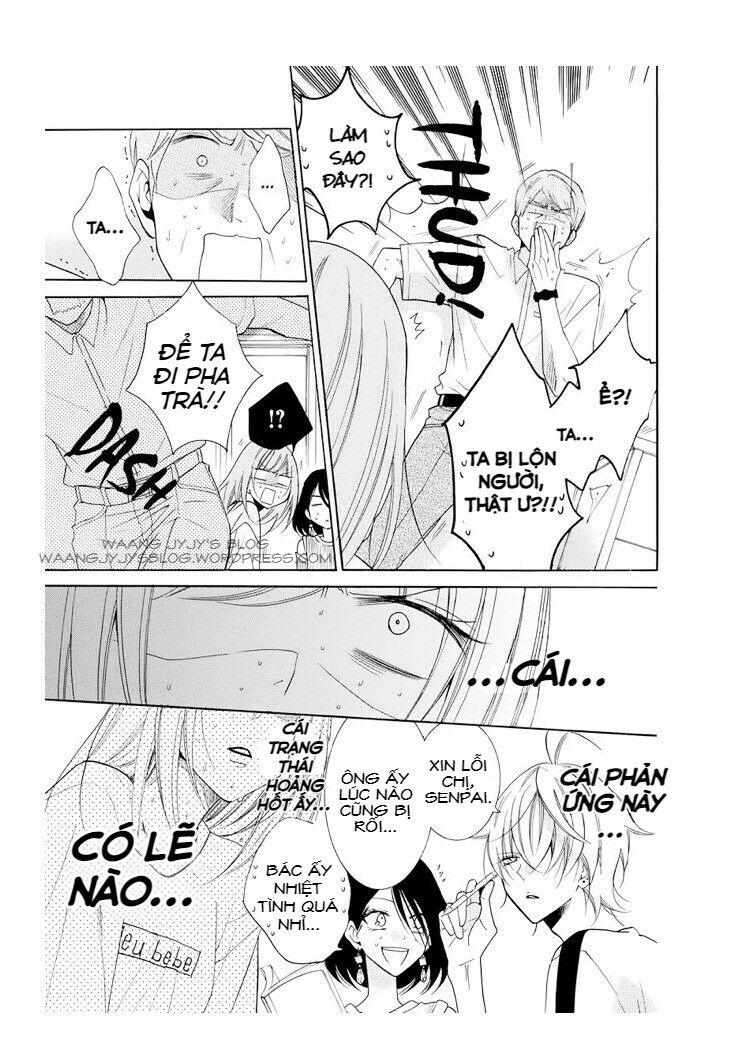 LÀM
SAO
ĐÂY?!
THUD!
Ể?!
TA...
TA BỊ LỘN
NGƯỜI,
THẬT Ư?!!
...
TA...
ĐỂ TA
ĐI PHA
TRÀ!!
!?
DASH
WAANG JYJY'S BLOG
WAANGJYJYSBLOG.WORDPRESS.COM
...CÁI...
CÁI PHẢN
ỨNG NÀY
...
XIN LỖI
CHỊ,
SENPAI.
ÔNG ẤY
LÚC NÀO
CŨNG BỊ
RỐI...
BÁC ẤY
NHIỆT
TÌNH QUÁ
NHỈ...
CÁI
TRẠNG
THÁI
HOẢNG
HỐT ẤY...
CÓ LẼ
NÀO...
eu bebe